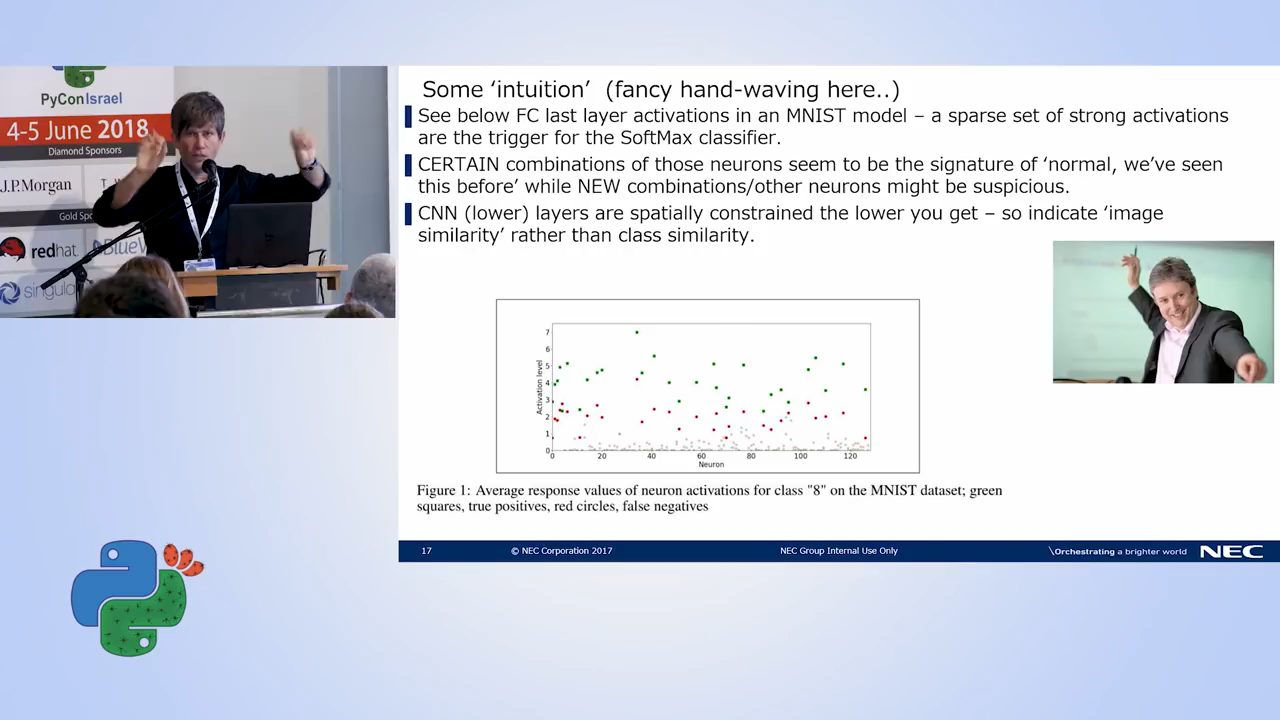 PyConIsrael
4-5 June 2018
Diamond Sponsors
J.P.Morgan
Gold
redhat
Some ‘intuition’ (fancy hand-waving here..)
See below FC last layer activations in an MNIST model – a sparse set of strong activations
are the trigger for the SoftMax classifier.
CERTAIN combinations of those neurons seem to be the signature of ‘normal, we’ve seen
this before’ while NEW combinations/other neurons might be suspicious.
CNN (lower) layers are spatially constrained the lower you get – so indicate ‘image
similarity’ rather than class similarity.
Activation level
7
6
5
4
3
2
1
0
0 20 40 60 80 100 120
Neuron
Figure 1: Average response values of neuron activations for class "8" on the MNIST dataset; green
squares, true positives, red circles, false negatives
17 © NEC Corporation 2017 NEC Group Internal Use Only \Orchestrating a brighter world NEC